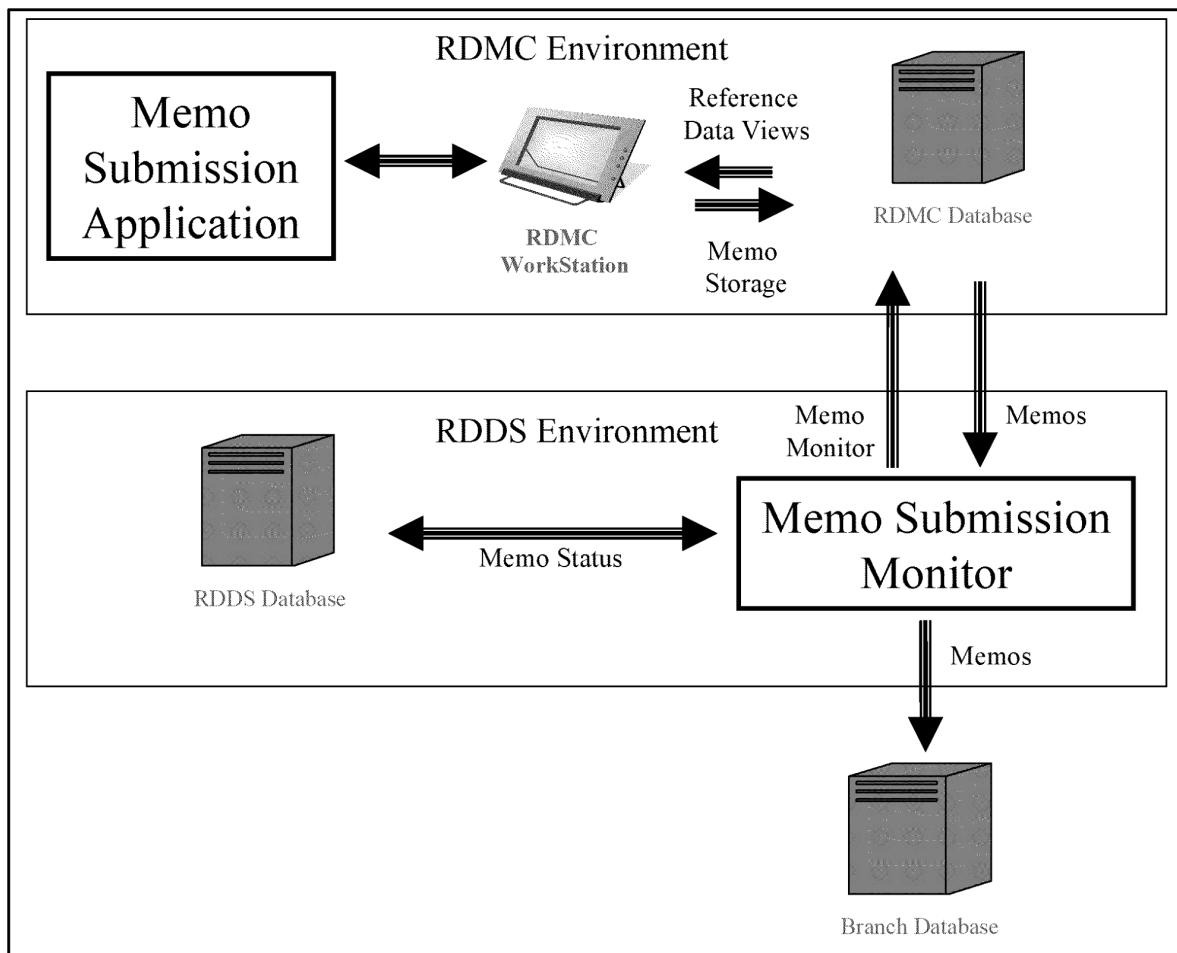 RDMC Environment
Memo
Submission
Application
RDMC
WorkStation
Reference
Data Views
Memo
Storage
RDMC Database
Memo
Monitor
Memos
RDDS Environment
RDDS Database
Memo Status
Memo Submission
Monitor
Memos
Branch Database